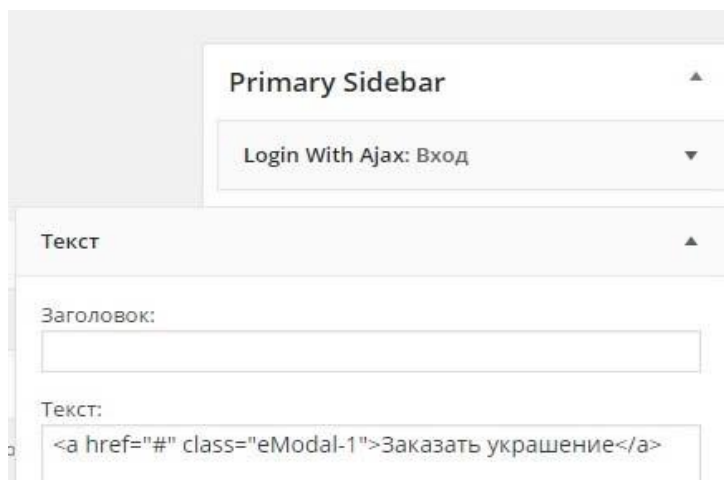 Primary Sidebar
Login With Ajax: Вход
Текст
Заголовок:
Текст:
<a href="#" class="eModal-1">Заказать украшение</a>